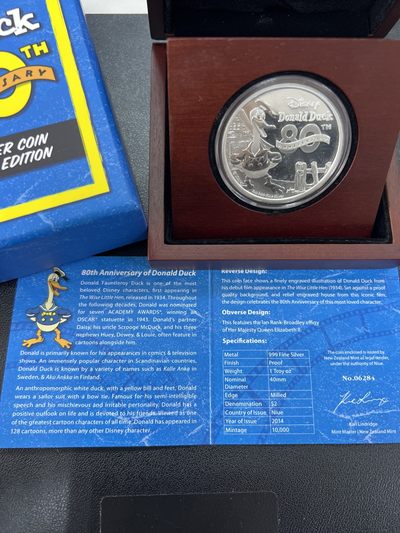 ck
TH
SARY
ER COIN
EDITION
Disney
Donald Duck
80TH
80th Anniversary of Donald Duck
Donald Fauntleroy Duck is one of the most
beloved Disney characters, first appearing in
The Wise Little Hen, released in 1934. Throughout
the following decades, Donald was nominated
for seven ACADEMY AWARDS®, winning an
OSCAR® statuette in 1943. Donald's partner
Daisy; his uncle Scrooge McDuck, and his three
nephews Huey, Dewey, & Louie, often feature in
cartoons alongside him.
Donald is primarily known for his appearances in comics & television
shows. An immensely popular character in Scandinavian countries,
Donald Duck is known by a variety of names such as Kalle Anka in
Sweden, & Aku Ankka in Finland.
An anthropomorphic white duck, with a yellow bill and feet, Donald
wears a sailor suit with a bow tie. Famous for his semi-intelligible
speech and his mischievous and irritable personality, Donald has a
positive outlook on life and is devoted to his friends. Viewed as one
of the greatest cartoon characters of all time, Donald has appeared in
128 cartoons, more than any other Disney character.
Reverse Design:
This coin face shows a finely engraved illustration of Donald Duck from
his debut film appearance in The Wise Little Hen (1934). Set against a proof
quality background, and relief engraved house from this iconic film,
the design celebrates the 80th Anniversary of this most loved character.
Obverse Design:
This features the Ian Rank-Broadley effigy
of Her Majesty Queen Elizabeth II.
Specifications:
Metal 999 Fine Silver
Finish Proof
Weight 1 Troy oz
Nominal Diameter 40mm
Edge Milled
Denomination $2
Country of Issue Niue
Year of Issue 2014
Mintage 10,000
The coin enclosed is issued by
New Zealand Mint as legal tender,
under the authority of Niue.
No.06284
Kari Lindridge
Mint Master | New Zealand Mint